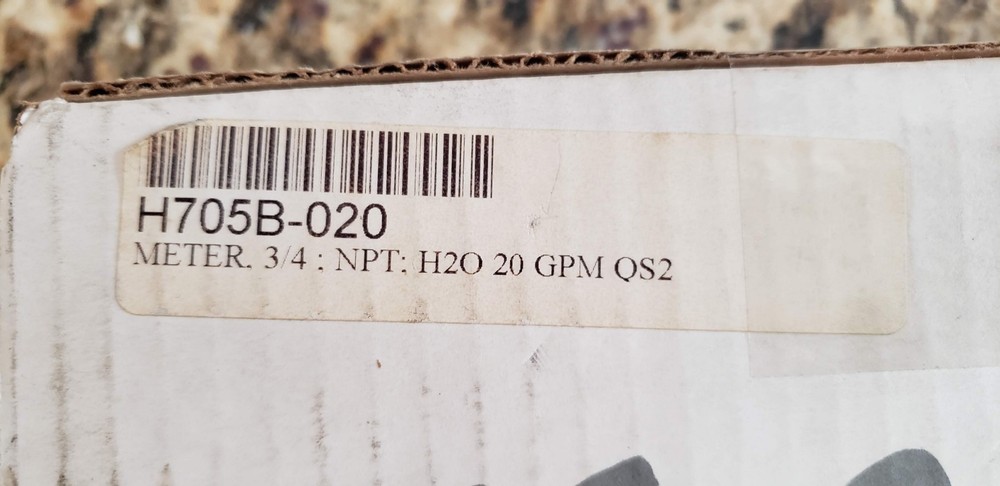 H705B-020
METER. 3/4 ; NPT; H2O 20 GPM QS2